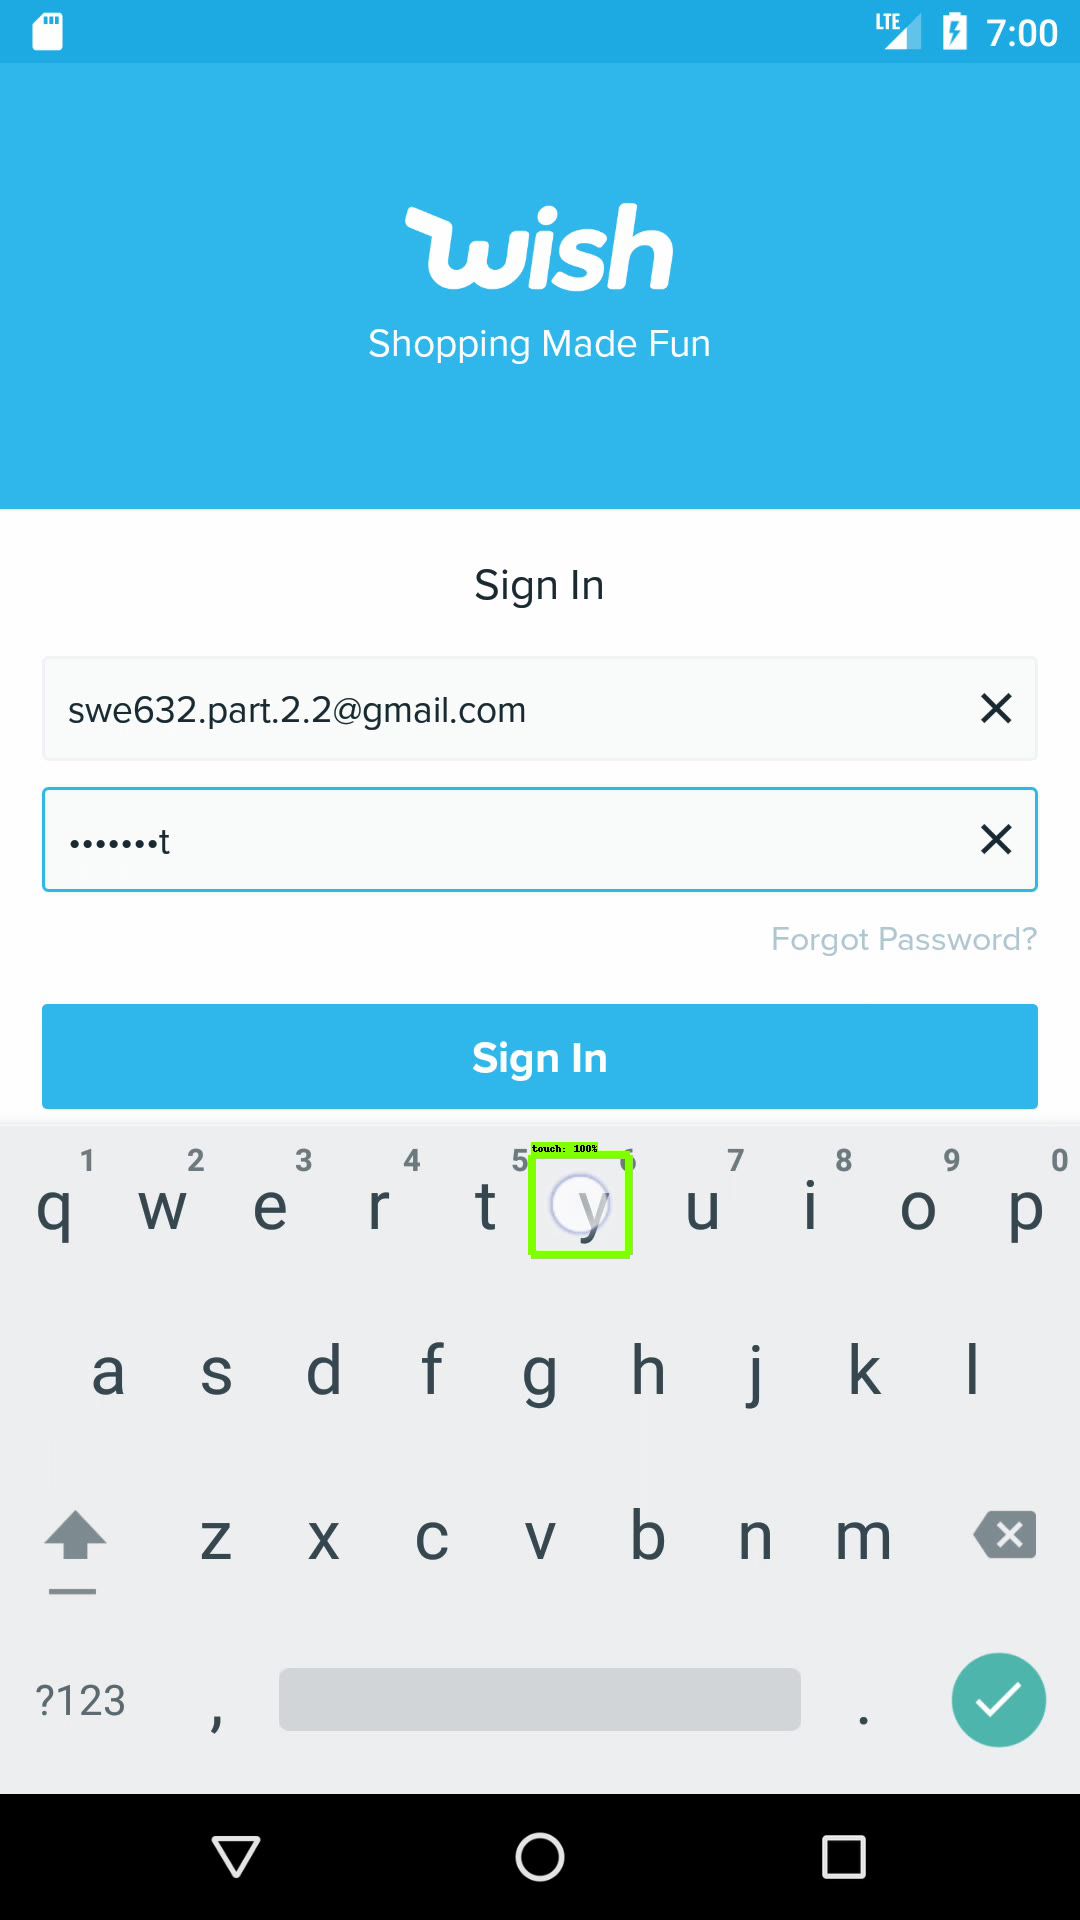 LTE 7:00
wish
Shopping Made Fun
Sign In
swe632.part.2.2@gmail.com
•••••••t
Forgot Password?
Sign In
touch: 100%
1 2 3 4 5 6 7 8 9 0
q w e r t y u i o p
a s d f g h j k l
z x c v b n m
?123 , .